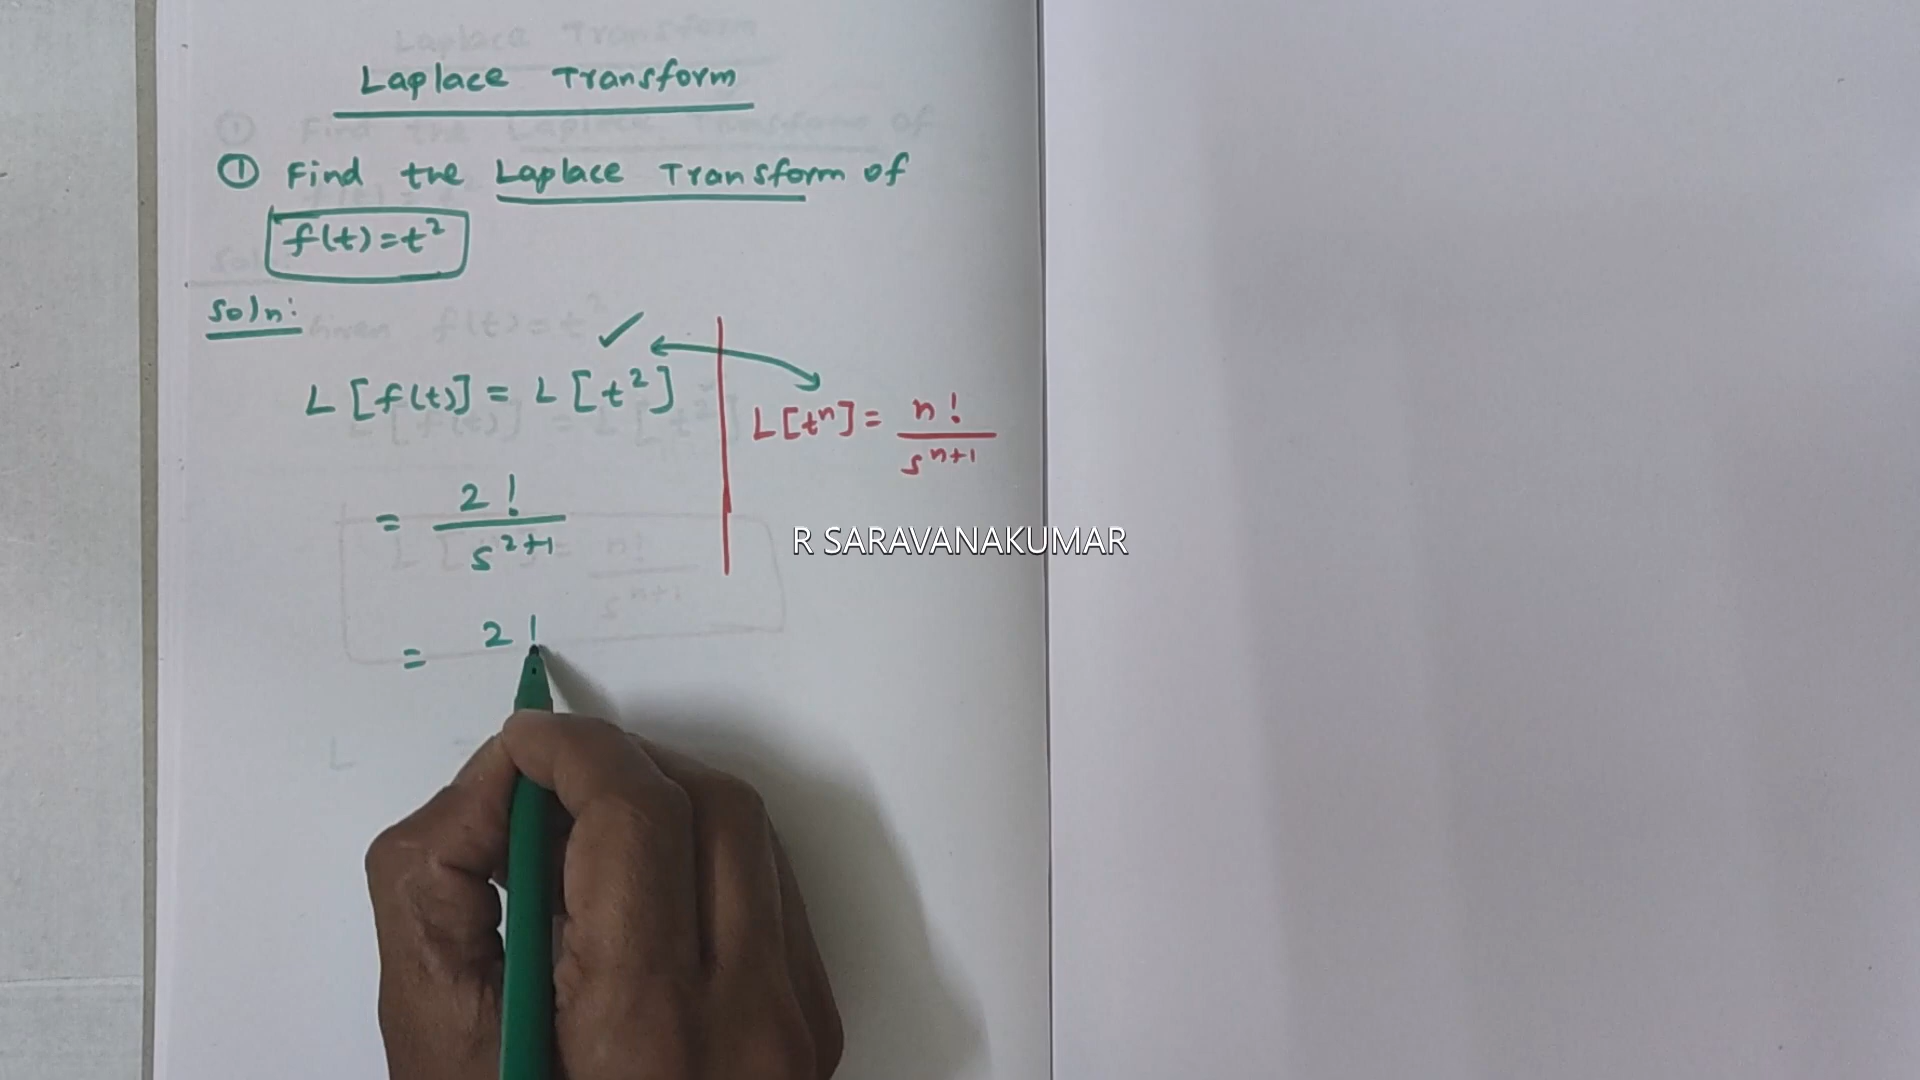 Laplace Transform
① Find the Laplace Transform of
f(t)=t²
Soln:
L[f(t)] = L[t²] ✓
L[tⁿ] = n! / sⁿ⁺¹
= 2! / s²⁺¹
R SARAVANAKUMAR
= 2!